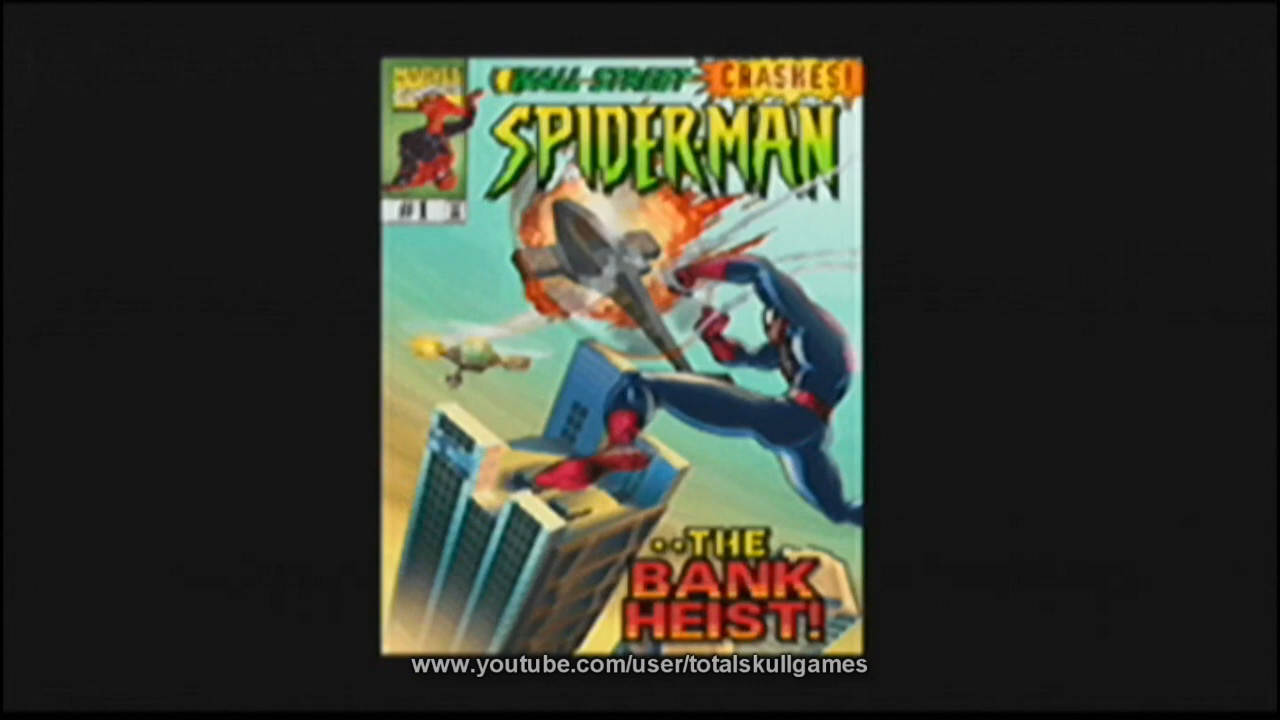 WALL STREET CRASHES!
SPIDER-MAN
#1
..THE
BANK
HEIST!
www.youtube.com/user/totalskullgames